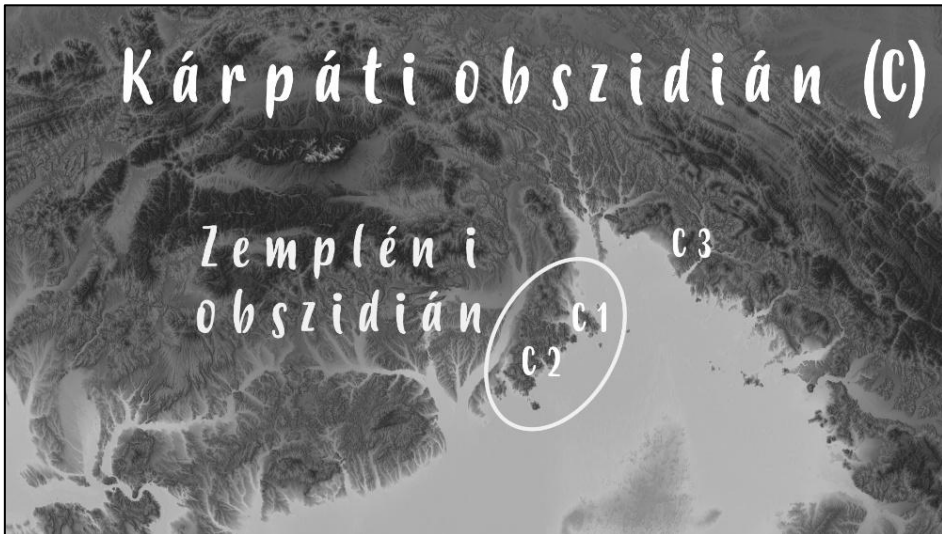 Kárpáti obszidián (C)
Zempléni
obszidián
C3
C1
C2